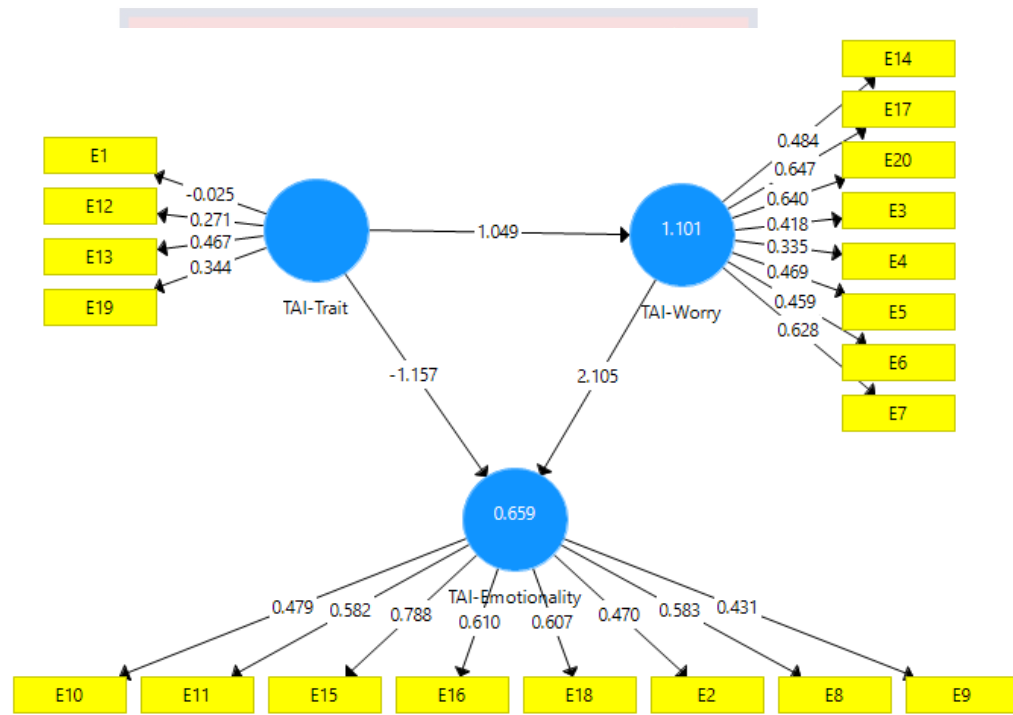 E14
E17
0.484
E1
0.647
E20
-0.025
0.640
E12
0.271
1.049
1.101
0.418
E3
0.467
0.335
E13
0.344
E4
0.469
E19
TAI-Trait
TAI-Worry
0.459
E5
0.628
E6
-1.157
2.105
E7
0.659
TAI-Emotionality
0.479
0.582
0.788
0.610
0.607
0.470
0.583
0.431
E10
E11
E15
E16
E18
E2
E8
E9